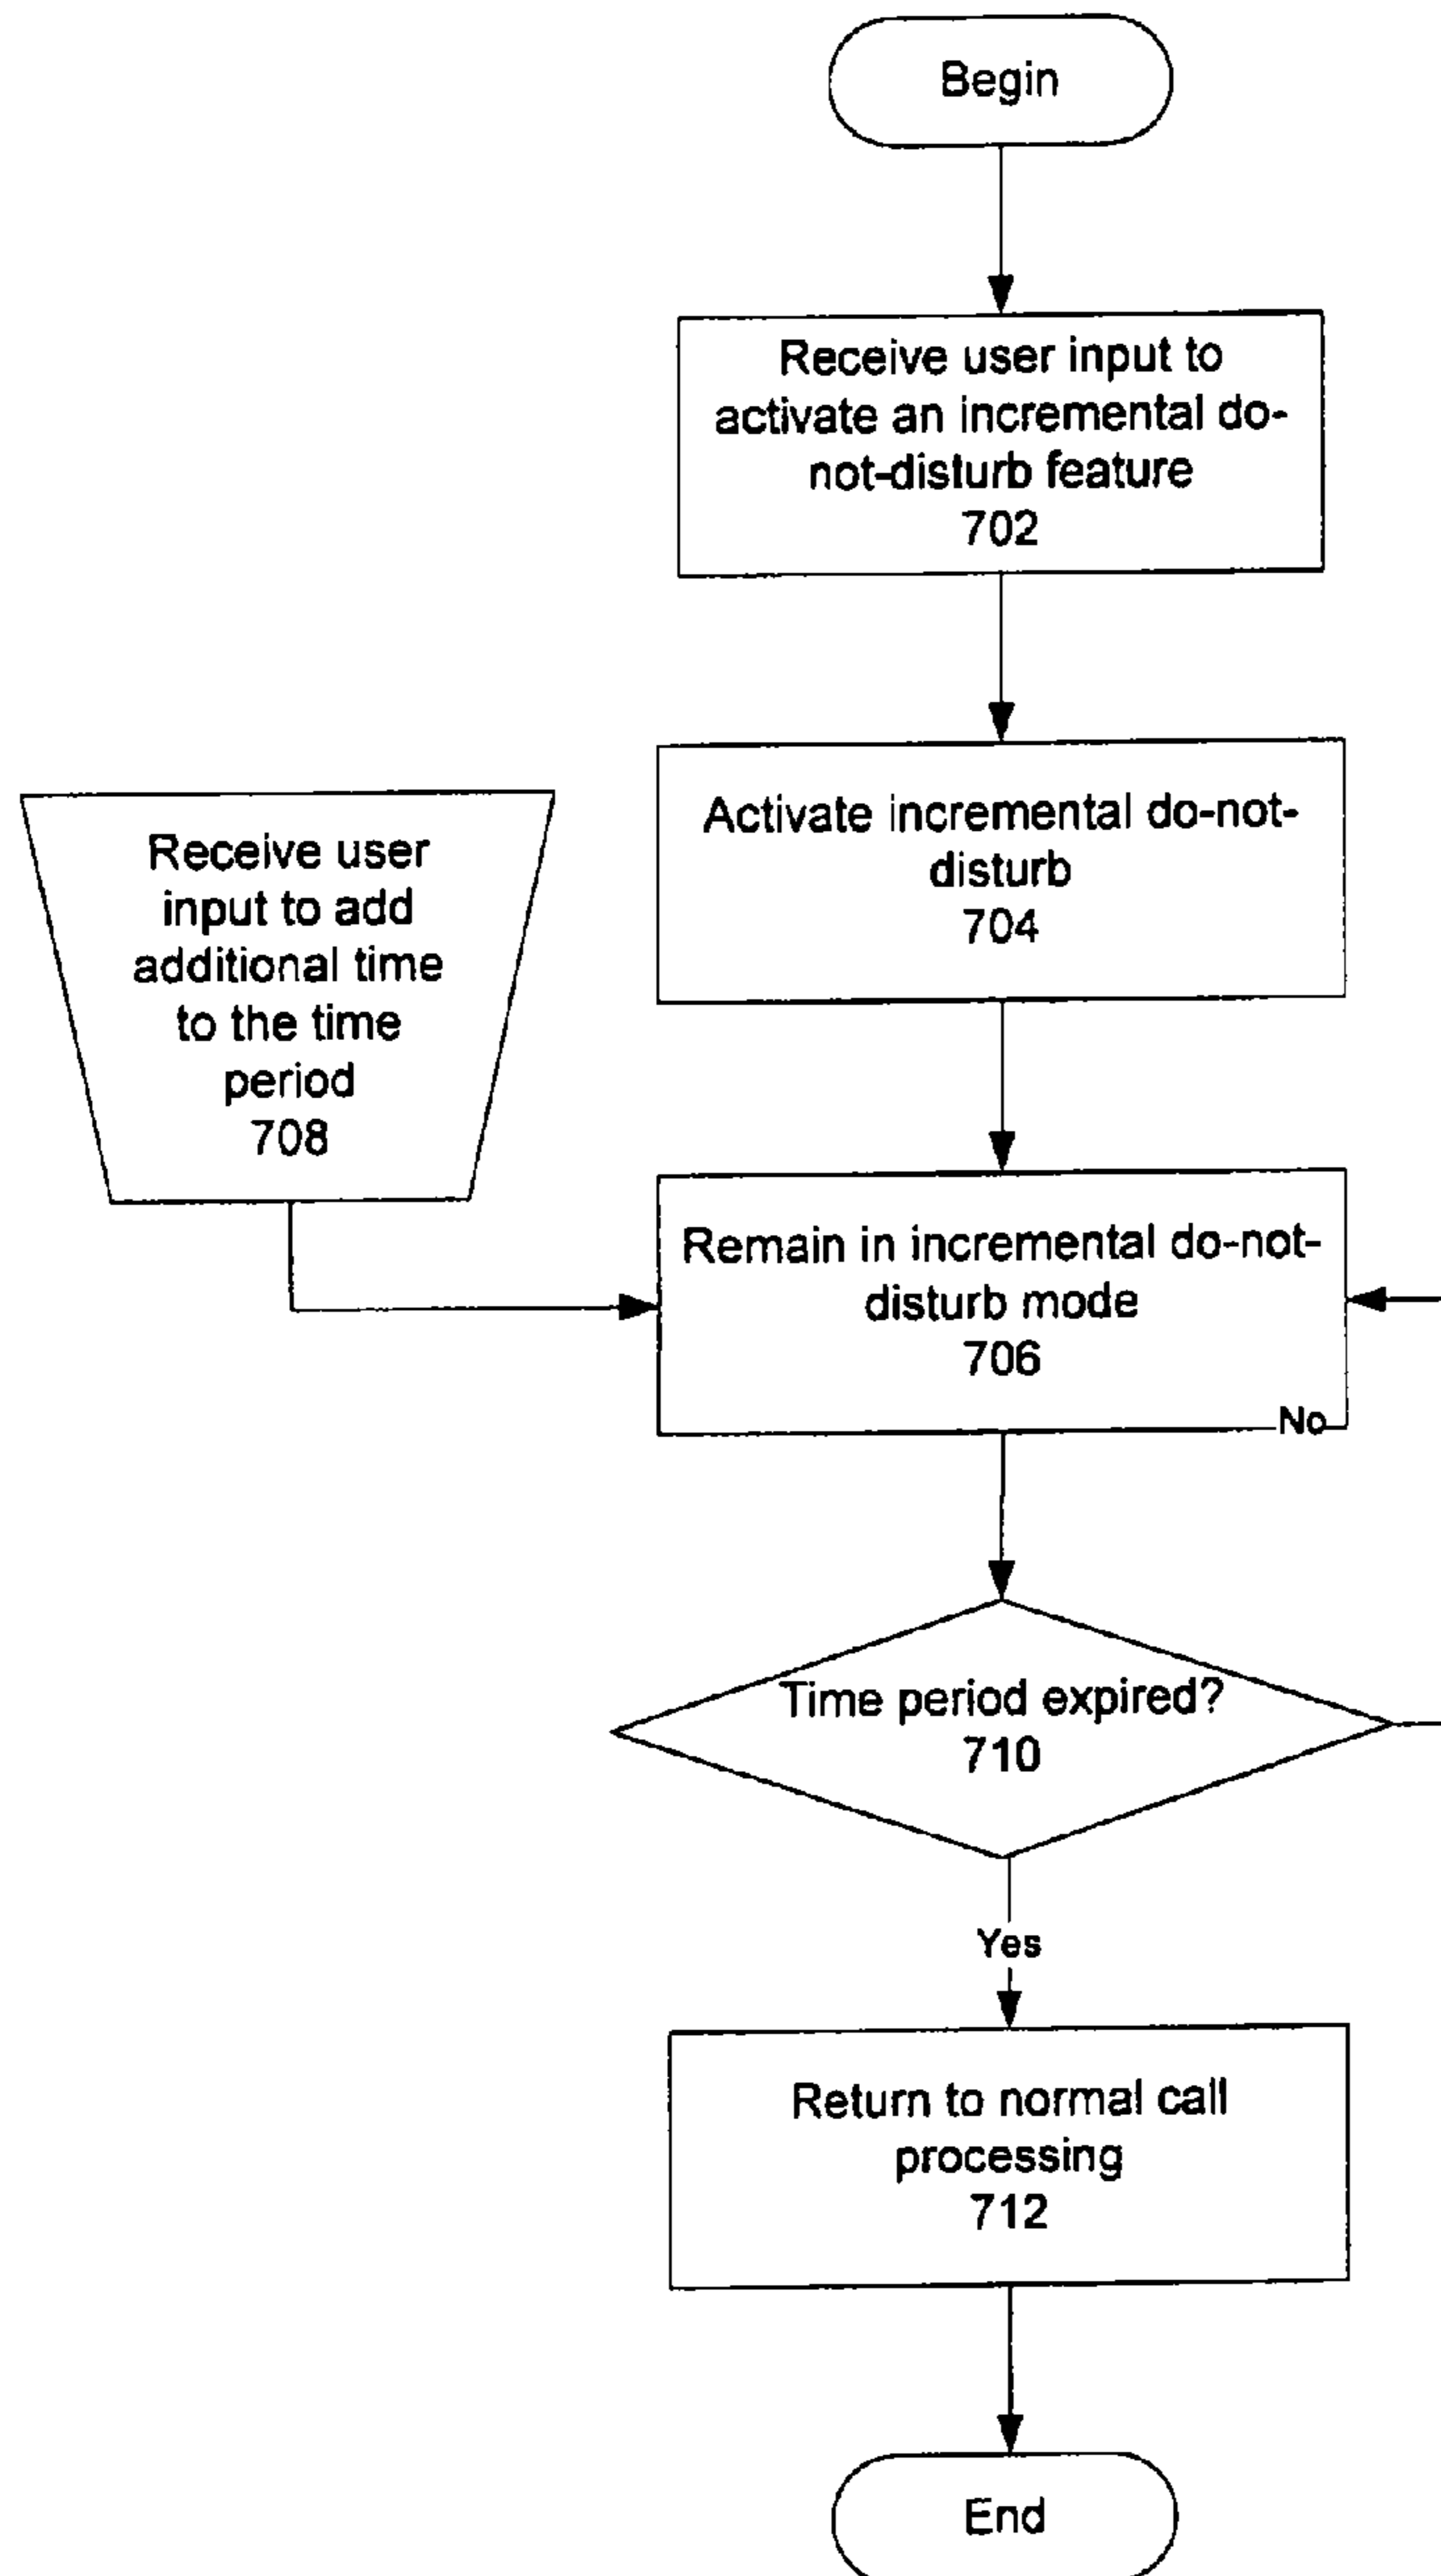 Begin
Receive user input to
activate an incremental do-
not-disturb feature
702
Activate incremental do-not-
disturb
704
Receive user
input to add
additional time
to the time
period
708
Remain in incremental do-not-
disturb mode
706
No
Time period expired?
710
Yes
Return to normal call
processing
712
End